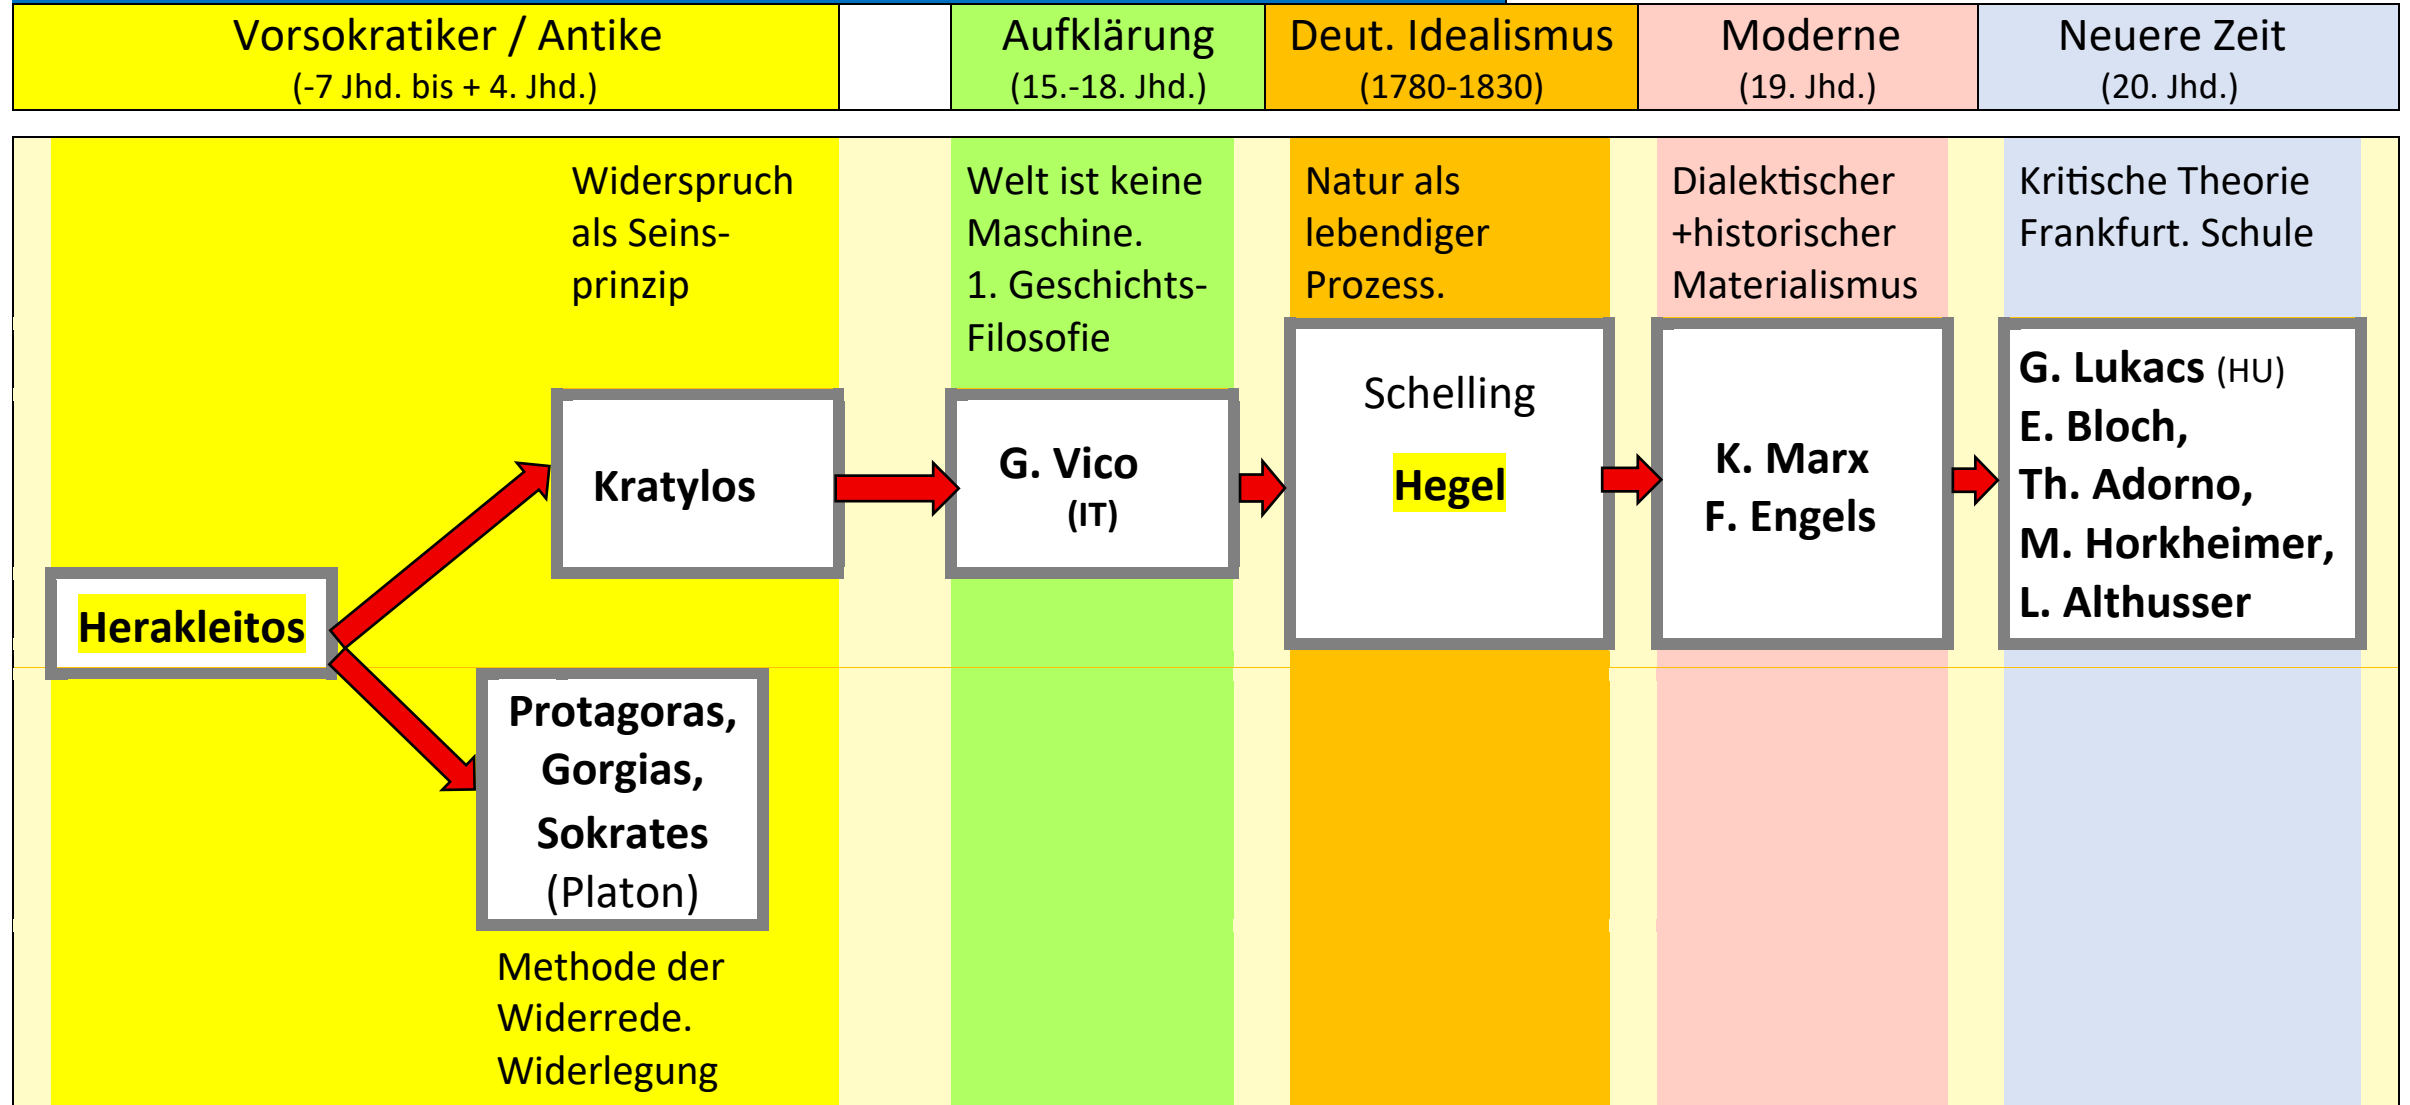 Vorsokratiker / Antike
(-7 Jhd. bis + 4. Jhd.)
Aufklärung
(15.-18. Jhd.)
Deut. Idealismus
(1780-1830)
Moderne
(19. Jhd.)
Neuere Zeit
(20. Jhd.)
Widerspruch
als Seins-
prinzip
Welt ist keine
Maschine.
1. Geschichts-
Filosofie
Natur als
lebendiger
Prozess.
Dialektischer
+historischer
Materialismus
Kritische Theorie
Frankfurt. Schule
Herakleitos
Kratylos
G. Vico
(IT)
Schelling
Hegel
K. Marx
F. Engels
G. Lukacs (HU)
E. Bloch,
Th. Adorno,
M. Horkheimer,
L. Althusser
Protagoras,
Gorgias,
Sokrates
(Platon)
Methode der
Widerrede.
Widerlegung